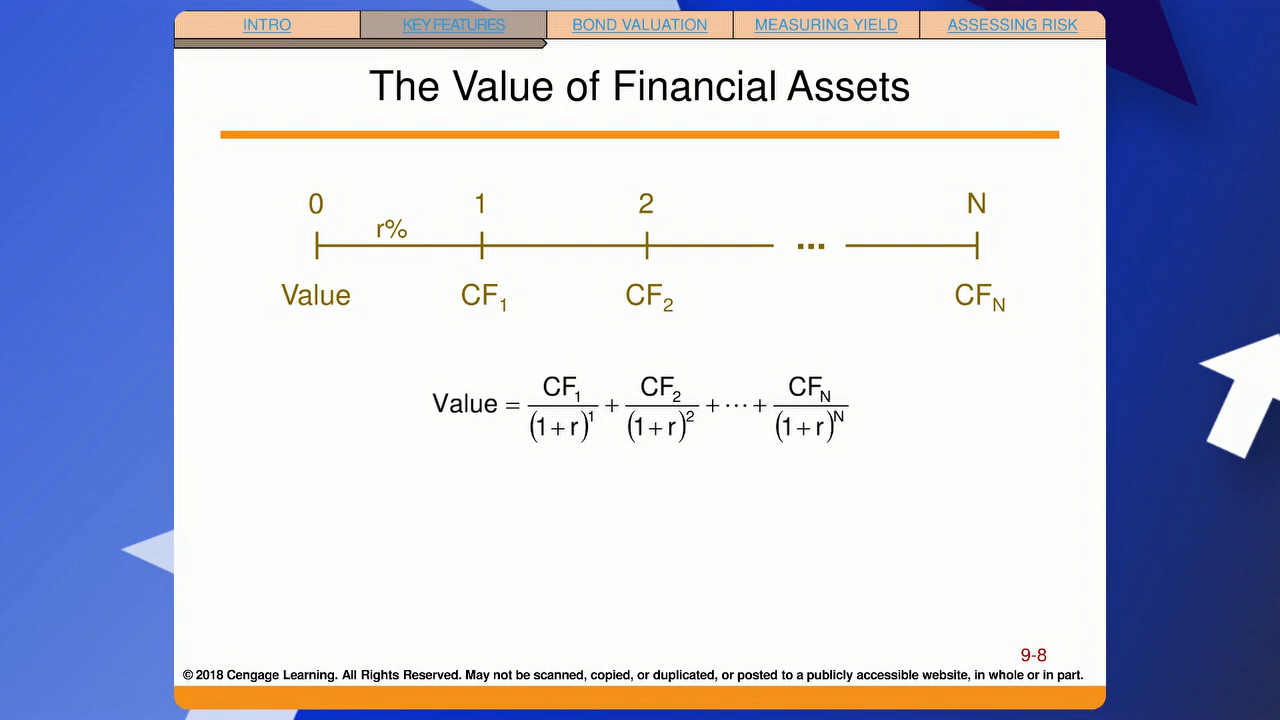 INTRO KEY FEATURES BOND VALUATION MEASURING YIELD ASSESSING RISK
The Value of Financial Assets
0 1 2 N
r%
...
Value CF₁ CF₂ CF_N
Value = CF₁/(1+r)¹ + CF₂/(1+r)² + ⋯ + CF_N/(1+r)^N
9-8
© 2018 Cengage Learning. All Rights Reserved. May not be scanned, copied, or duplicated, or posted to a publicly accessible website, in whole or in part.